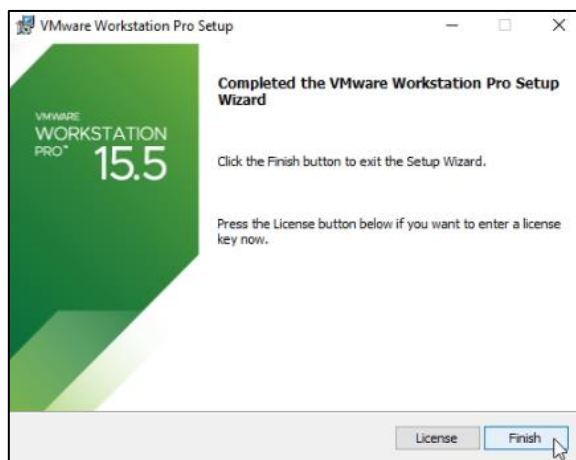 VMware Workstation Pro Setup
Completed the VMware Workstation Pro Setup
Wizard
VMWARE
WORKSTATION
PRO™ 15.5
Click the Finish button to exit the Setup Wizard.
Press the License button below if you want to enter a license
key now.
License Finish